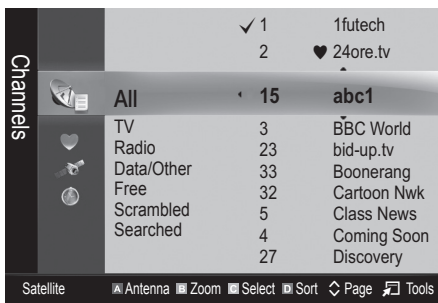 Channels
1 1futech
2 24ore.tv
All 15 abc1
TV 3 BBC World
Radio 23 bid-up.tv
Data/Other 33 Boonerang
Free 32 Cartoon Nwk
Scrambled 5 Class News
Searched 4 Coming Soon
27 Discovery
Satellite A Antenna B Zoom C Select D Sort Page Tools